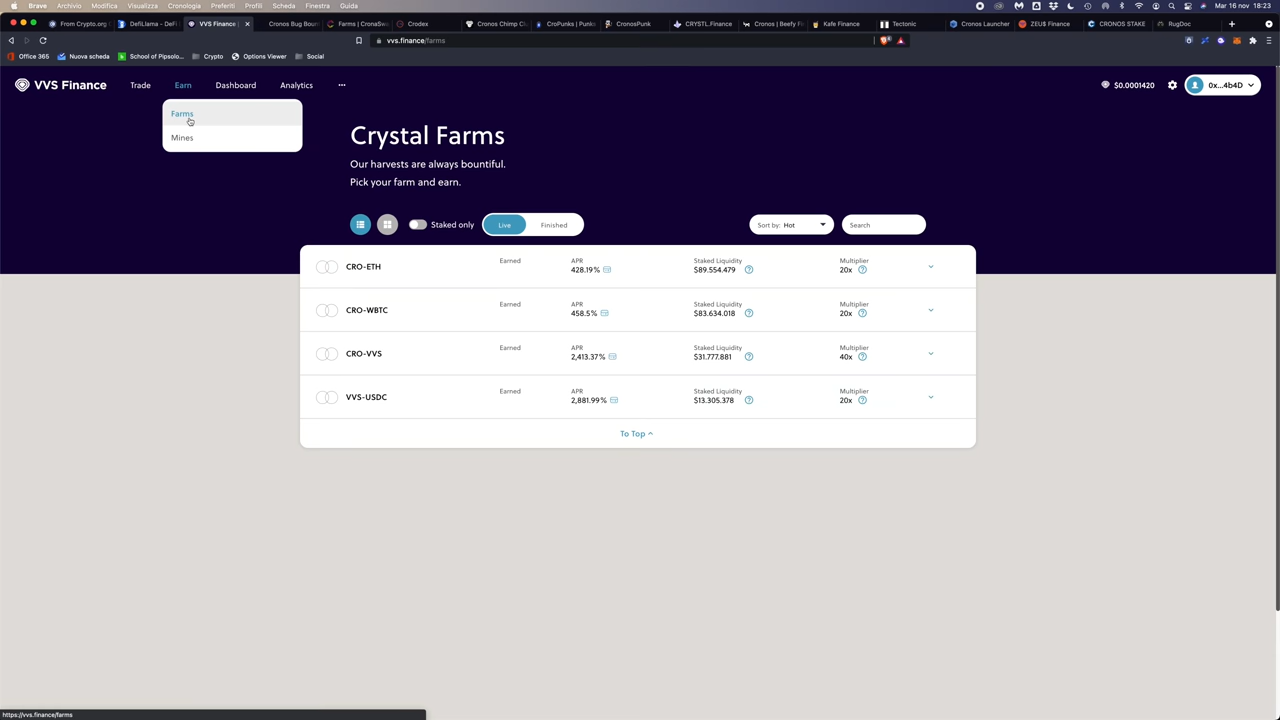 Brave Archivio Modifica Visualizza Cronologia Preferiti Profili Scheda Finestra Guida Mar 16 nov 18:23
From Crypto.org DefiLlama - DeFi VVS Finance Cronos Bug Boun Farms | CronaSwa Crodex Cronos Chimp Cl CroPunks | Punk CronosPunk CRYSTL.Finance Cronos | Beefy Fi Kafe Finance Tectonic Cronos Launcher ZEU$ Finance CRONOS STAKE RugDoc
vvs.finance/farms
Office 365 Nuova scheda School of Pipsolo... Crypto Options Viewer Social
VVS Finance Trade Earn Dashboard Analytics $0.0001420 0x...4b4D
Farms
Mines
Crystal Farms
Our harvests are always bountiful.
Pick your farm and earn.
Staked only Live Finished Sort by: Hot Search
CRO-ETH Earned APR 428.19% Staked Liquidity $89.554.479 Multiplier 20x
CRO-WBTC Earned APR 458.5% Staked Liquidity $83.634.018 Multiplier 20x
CRO-VVS Earned APR 2,413.37% Staked Liquidity $31.777.881 Multiplier 40x
VVS-USDC Earned APR 2,881.99% Staked Liquidity $13.305.378 Multiplier 20x
To Top
https://vvs.finance/farms